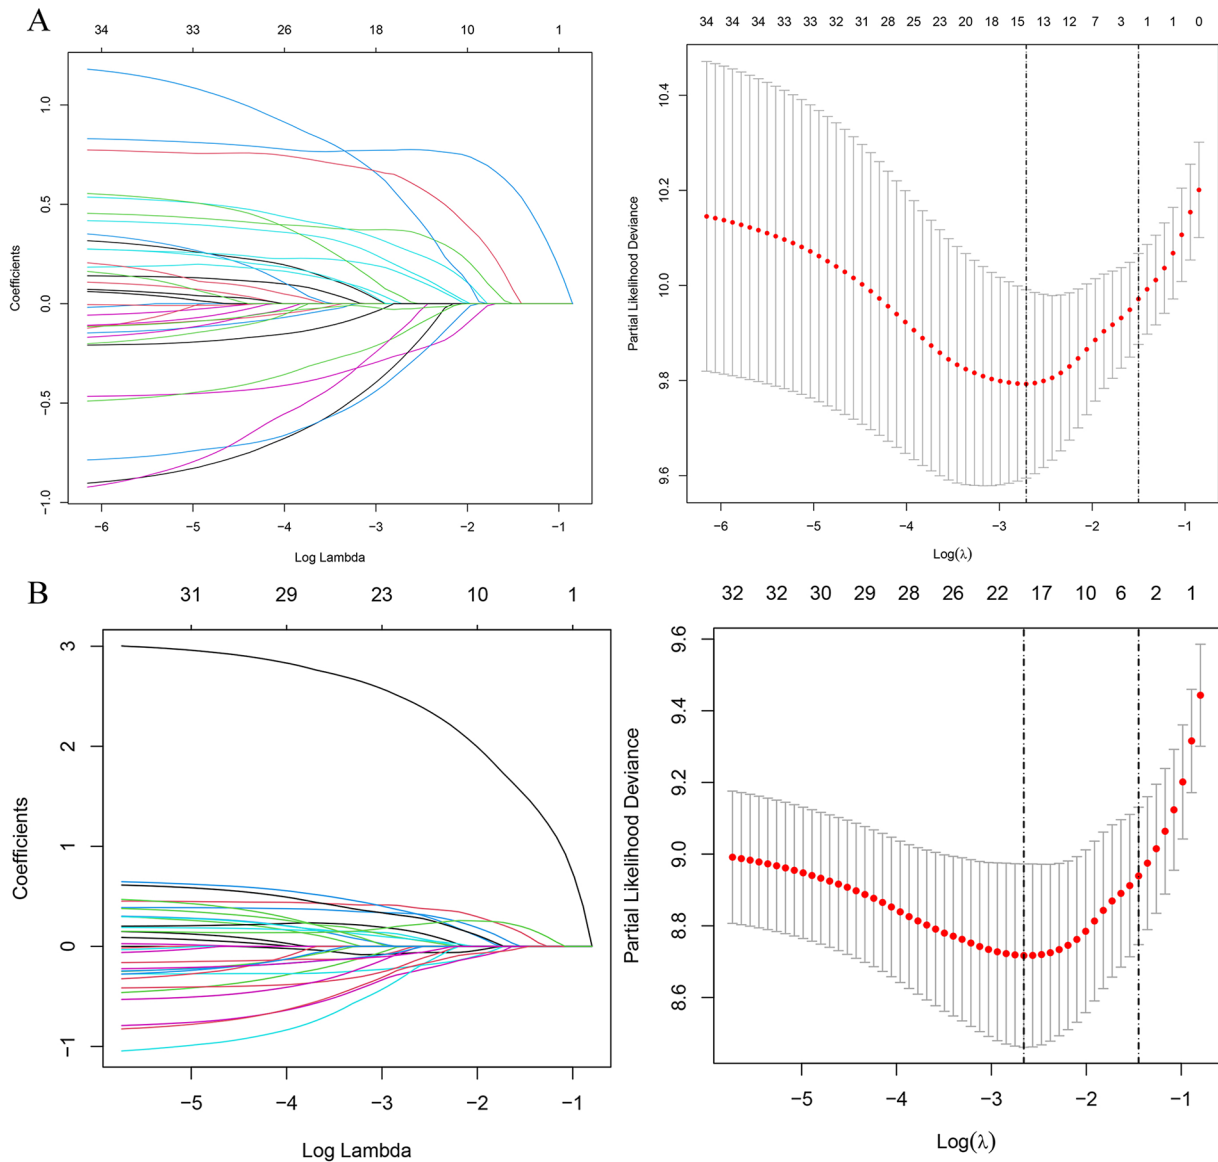 A
34 33 26 18 10 1
Coefficients
1.0
0.5
0.0
−0.5
−1.0
−6 −5 −4 −3 −2 −1
Log Lambda
34 34 34 33 33 32 31 28 25 23 20 18 15 13 12 7 3 1 1 0
Partial Likelihood Deviance
10.4
10.2
10.0
9.8
9.6
−6 −5 −4 −3 −2 −1
Log(λ)
B
31 29 23 10 1
Coefficients
3
2
1
0
−1
−5 −4 −3 −2 −1
Log Lambda
32 32 30 29 28 26 22 17 10 6 2 1
Partial Likelihood Deviance
9.6
9.4
9.2
9.0
8.8
8.6
−5 −4 −3 −2 −1
Log(λ)